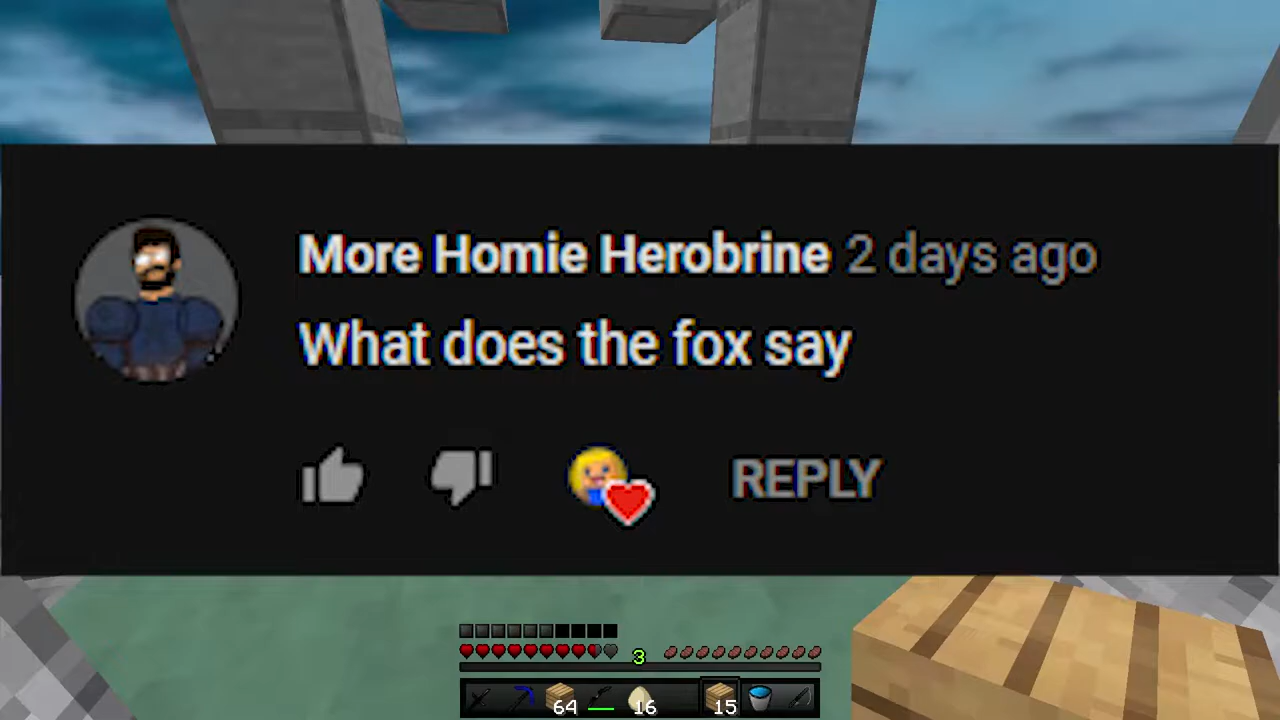 More Homie Herobrine 2 days ago
What does the fox say
REPLY
3
64 16 15